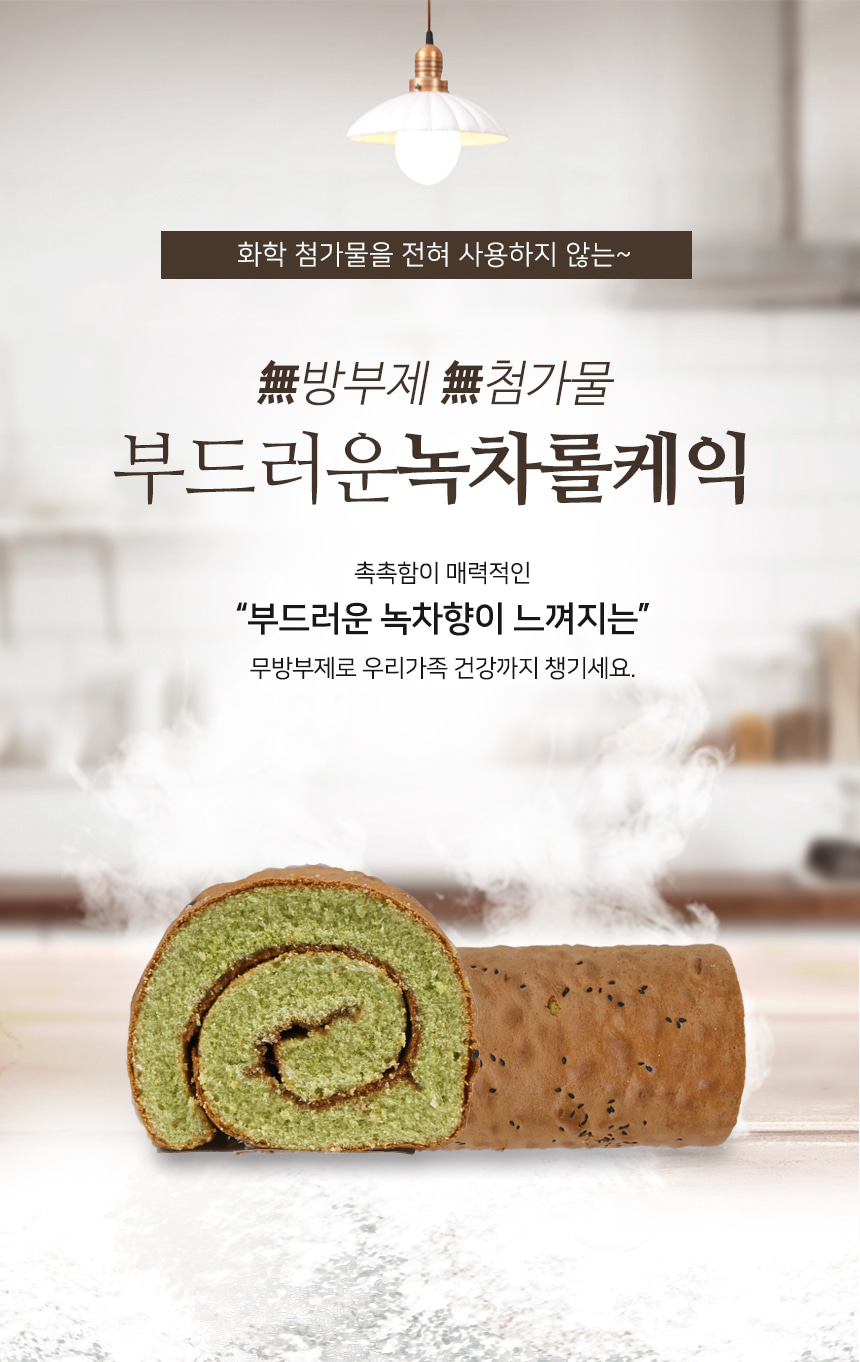 화학 첨가물을 전혀 사용하지 않는~
無방부제 無첨가물
부드러운녹차롤케익
촉촉함이 매력적인
“부드러운 녹차향이 느껴지는”
무방부제로 우리가족 건강까지 챙기세요.